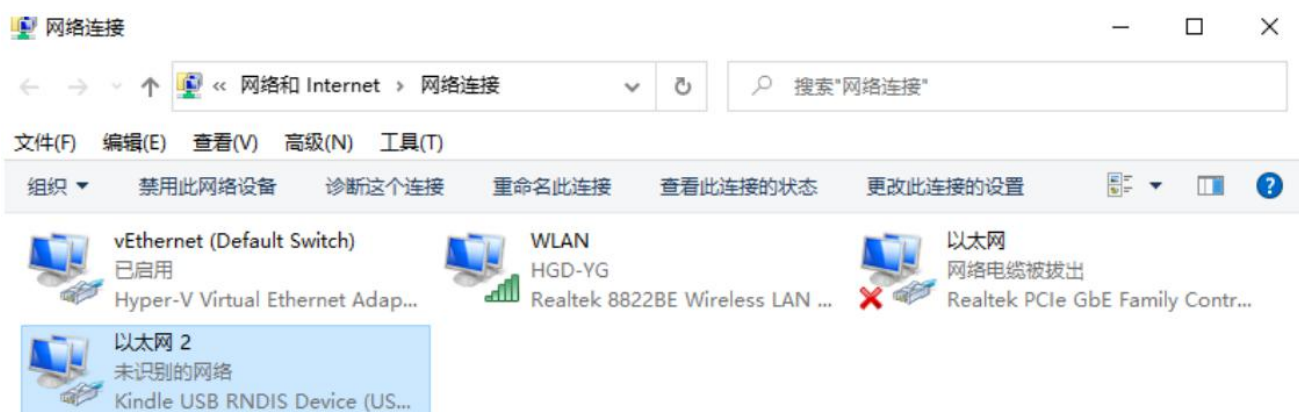 网络连接
« 网络和 Internet › 网络连接
搜索"网络连接"
文件(F) 编辑(E) 查看(V) 高级(N) 工具(T)
组织 禁用此网络设备 诊断这个连接 重命名此连接 查看此连接的状态 更改此连接的设置
vEthernet (Default Switch)
已启用
Hyper-V Virtual Ethernet Adap...
WLAN
HGD-YG
Realtek 8822BE Wireless LAN ...
以太网
网络电缆被拔出
Realtek PCIe GbE Family Contr...
以太网 2
未识别的网络
Kindle USB RNDIS Device (US...